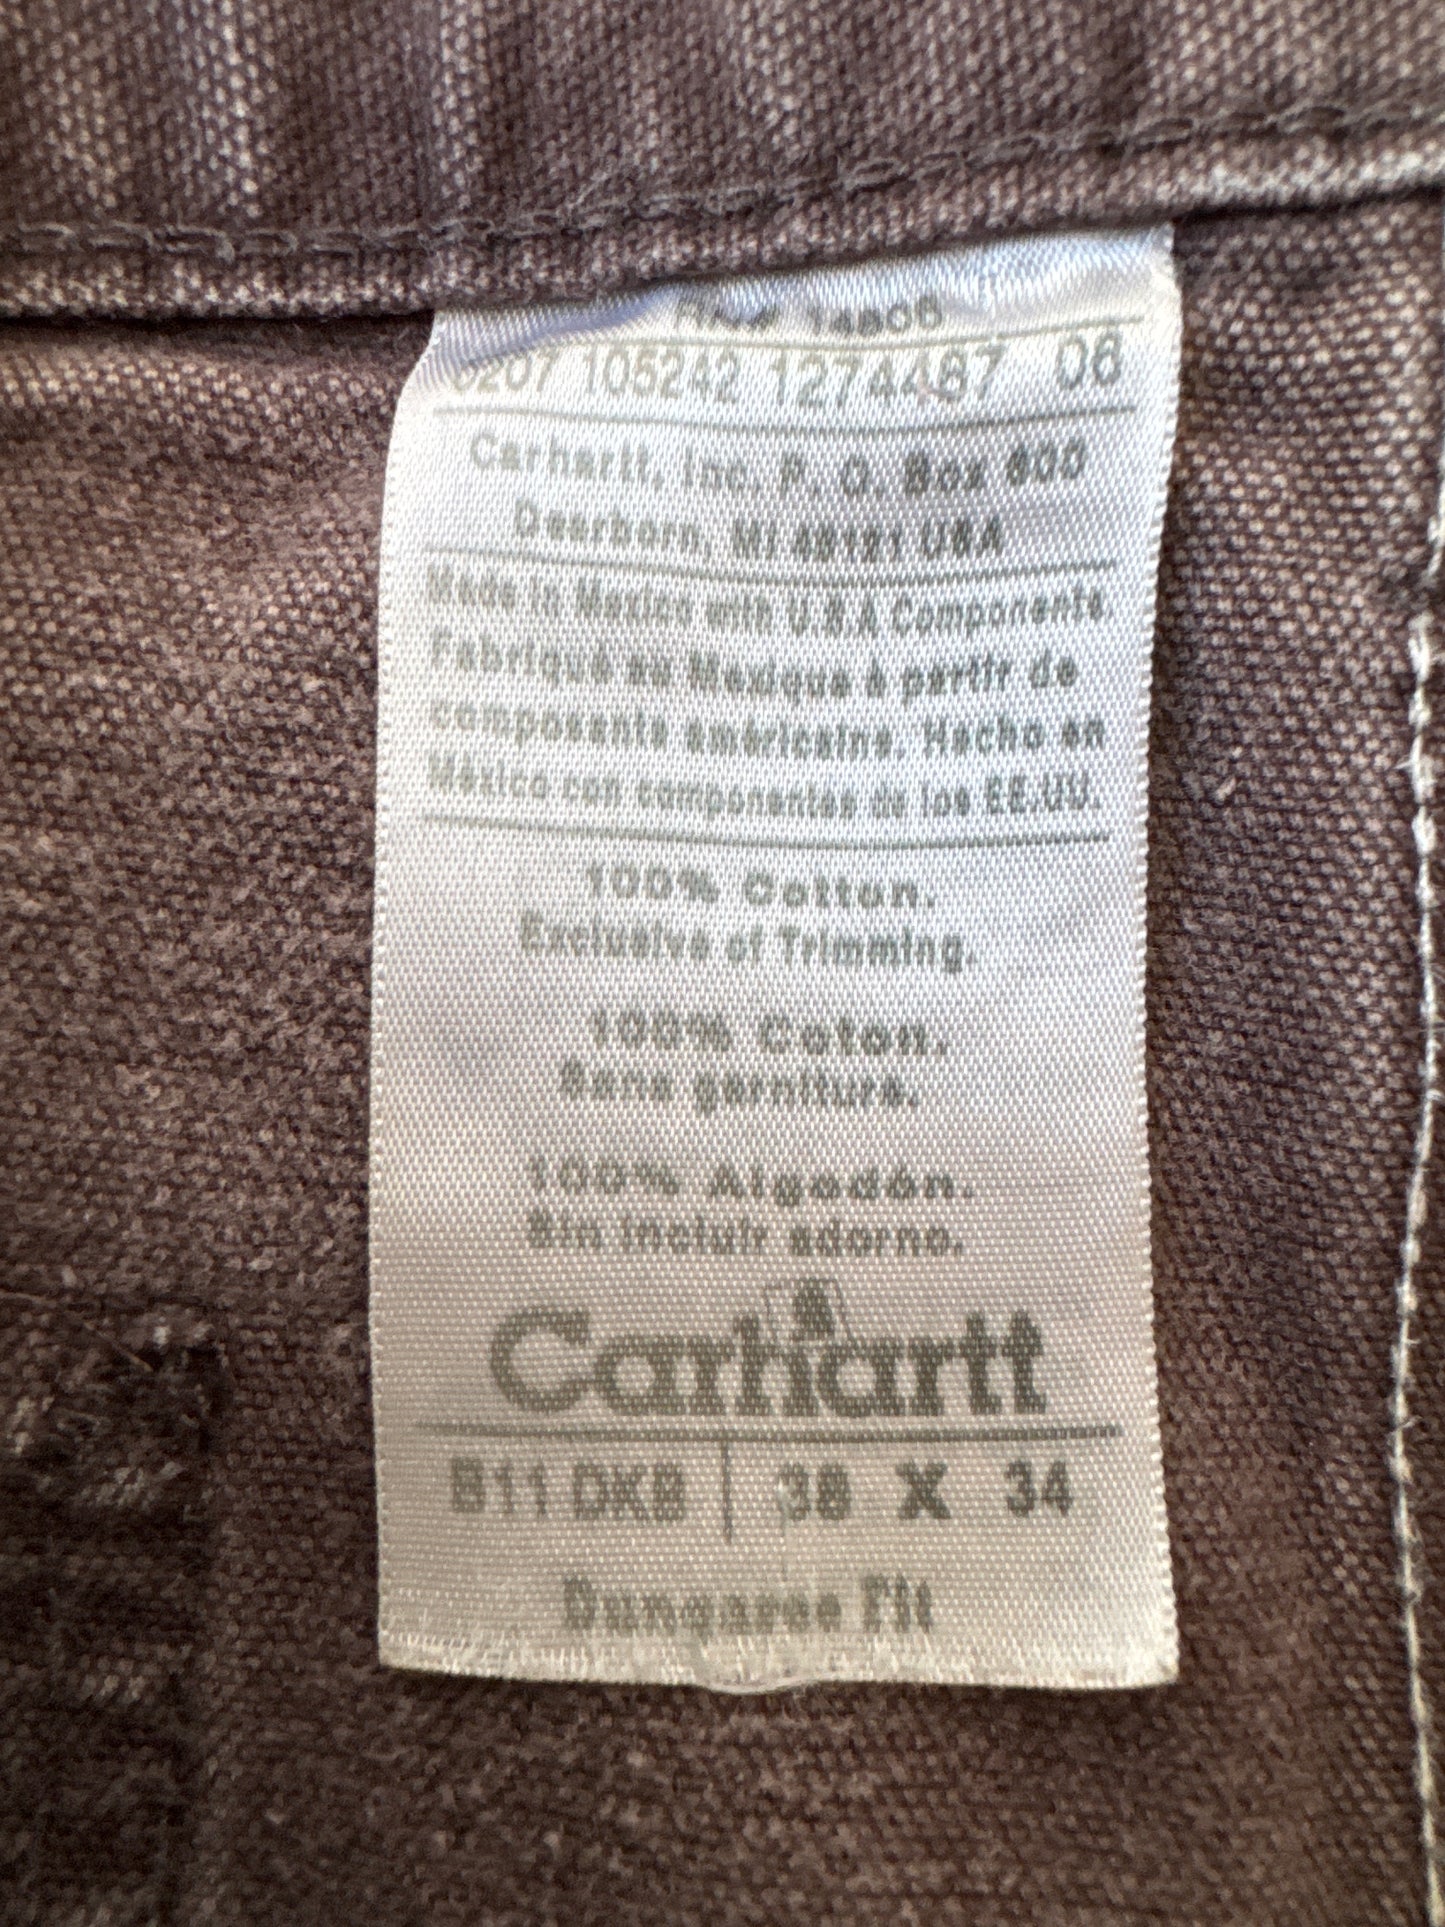 RN# 14806
0207 105242 1274487 06
Carhartt, Inc. P. O. Box 600
Dearborn, MI 48121 USA
Made in Mexico with U.S.A Components
Fabriqué au Mexique à partir de
composants américains. Hecho en
México con componentes de los EE.UU.
100% Cotton.
Exclusive of Trimming.
100% Coton.
Sans garniture.
100% Algodón.
Sin incluir adorno.
Carhartt
B11 DKB | 38 X 34
Dungaree Fit